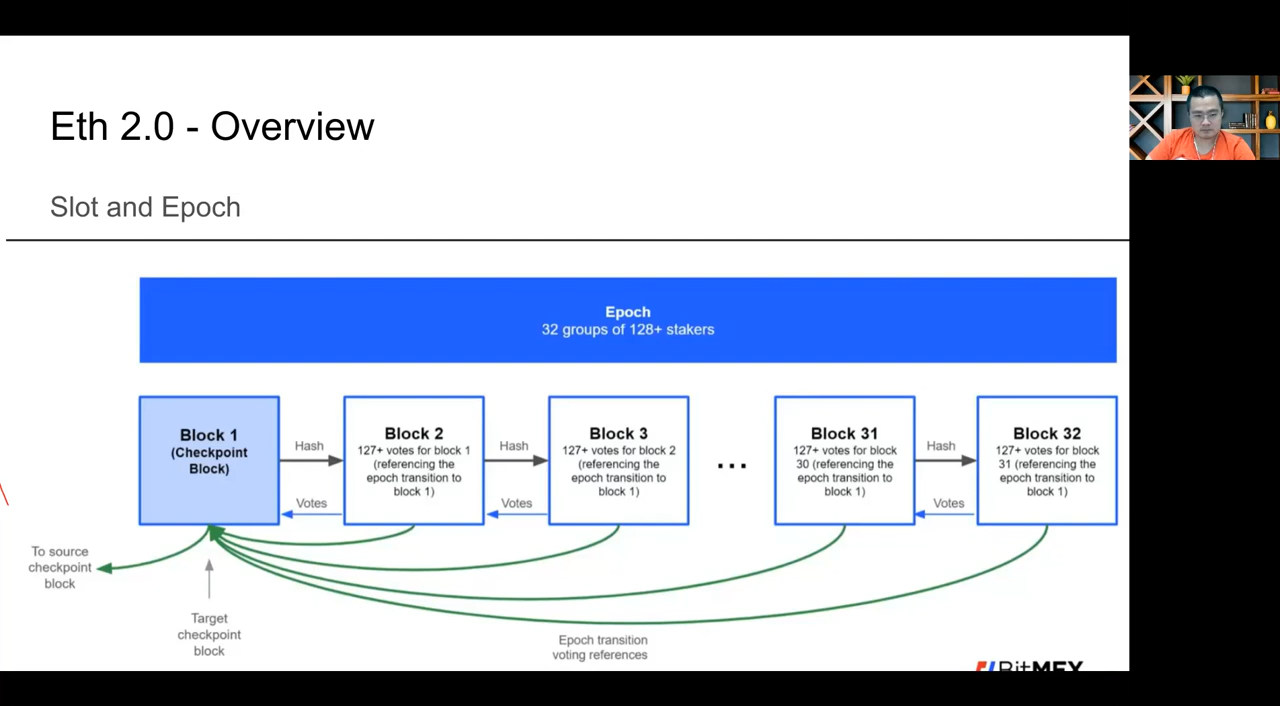 Eth 2.0 - Overview
Slot and Epoch
Epoch
32 groups of 128+ stakers
Block 1
(Checkpoint
Block)
Hash
Votes
Block 2
127+ votes for block 1
(referencing the
epoch transition to
block 1)
Hash
Votes
Block 3
127+ votes for block 2
(referencing the
epoch transition to
block 1)
...
Block 31
127+ votes for block
30 (referencing the
epoch transition to
block 1)
Hash
Votes
Block 32
127+ votes for block
31 (referencing the
epoch transition to
block 1)
To source
checkpoint
block
Target
checkpoint
block
Epoch transition
voting references
BitMEX